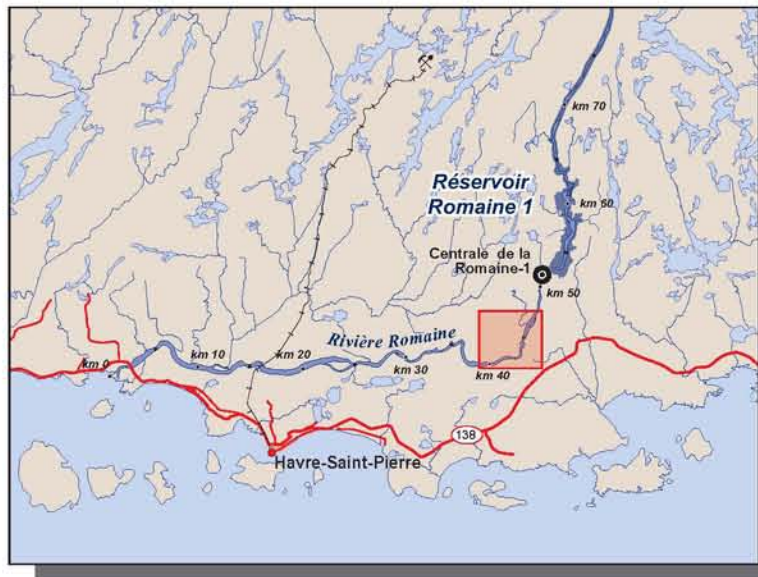 km 70
Réservoir
Romaine 1
km 60
Centrale de la
Romaine-1
km 50
Rivière Romaine
km 0
km 10
km 20
km 30
km 40
138
Havre-Saint-Pierre